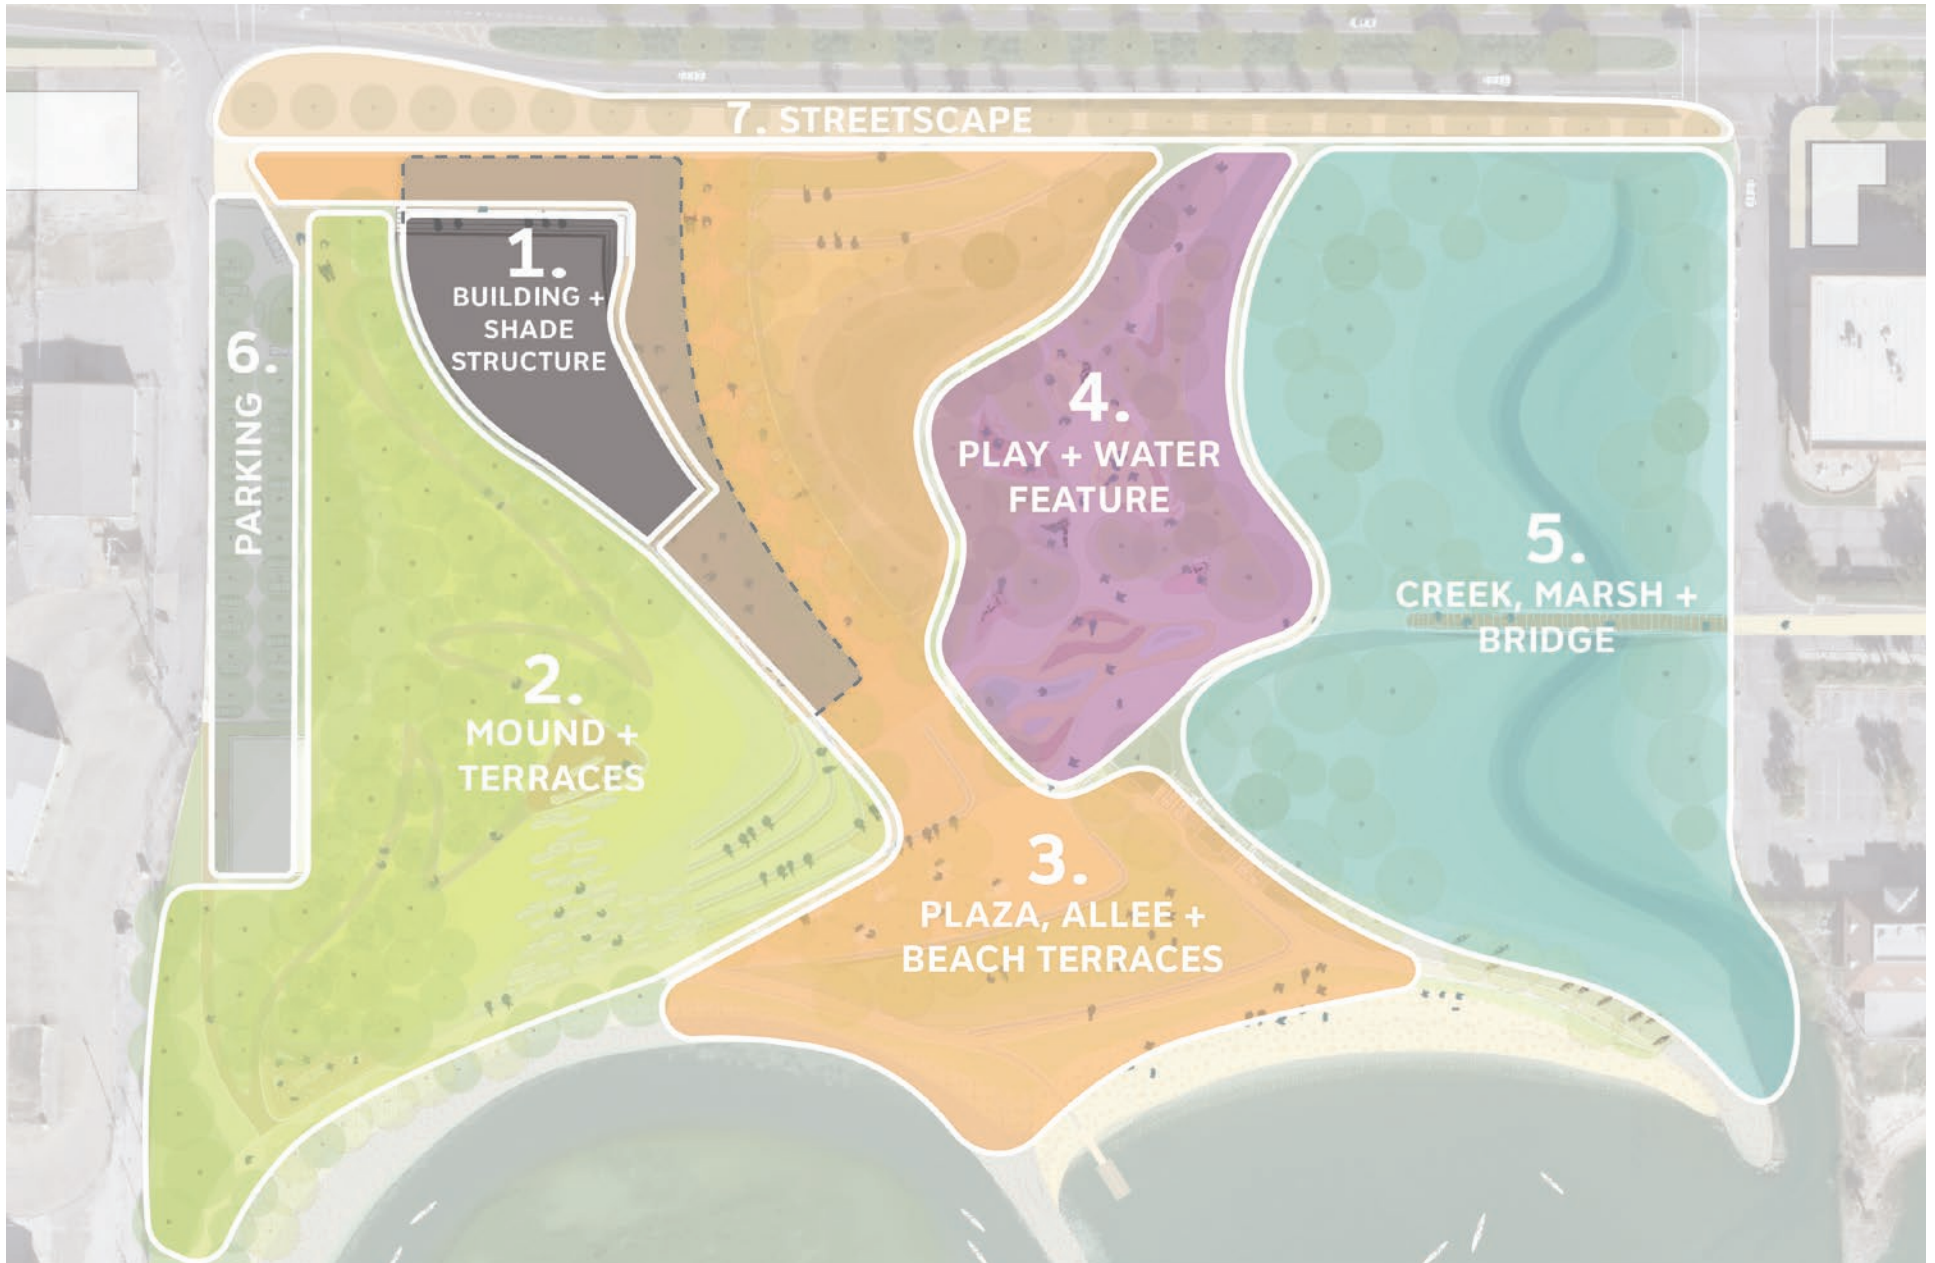 7. STREETSCAPE
1.
BUILDING +
SHADE
STRUCTURE
6.
PARKING
4.
PLAY + WATER
FEATURE
5.
CREEK, MARSH +
BRIDGE
2.
MOUND +
TERRACES
3.
PLAZA, ALLEE +
BEACH TERRACES